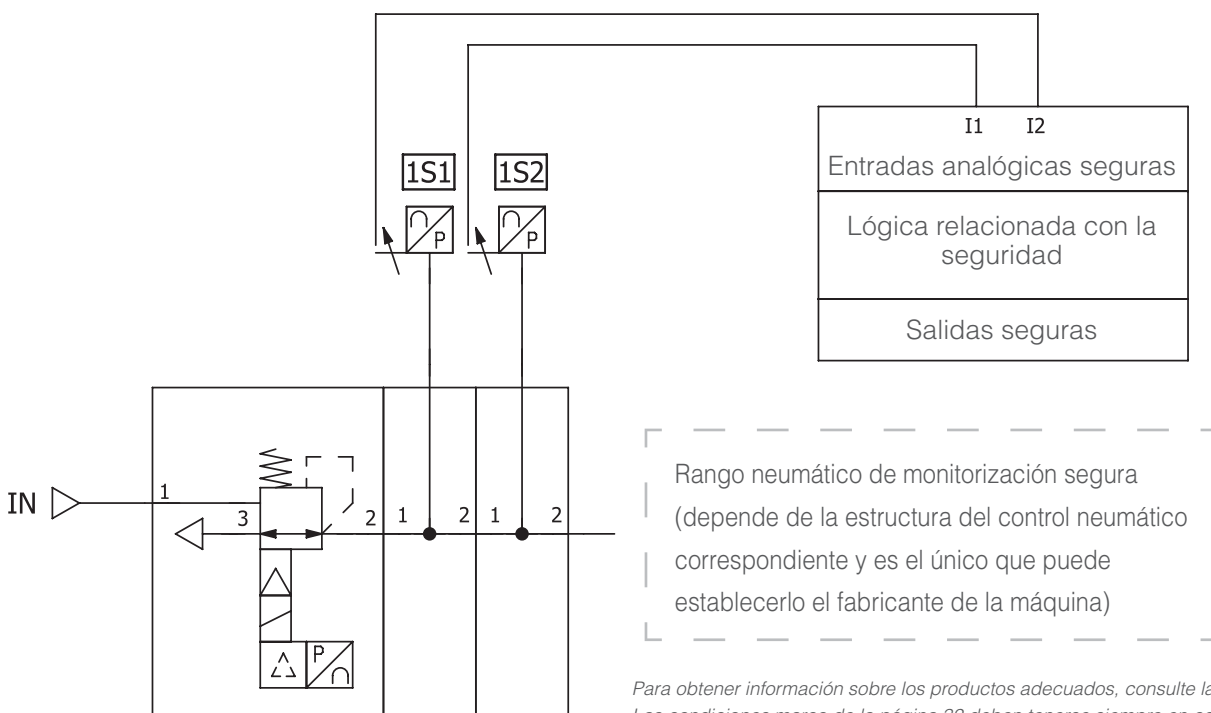 I1 I2
Entradas analógicas seguras
Lógica relacionada con la
seguridad
Salidas seguras
1S1 1S2
P P
IN
1
3 2 1 2 1 2
P
Rango neumático de monitorización segura
(depende de la estructura del control neumático
correspondiente y es el único que puede
establecerlo el fabricante de la máquina)
Para obtener información sobre los productos adecuados, consulte la